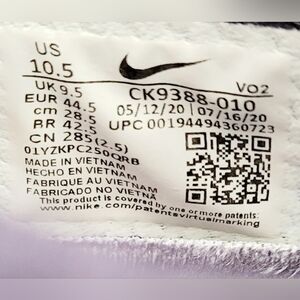 US
10.5
UK 9.5
EUR 44.5
cm 28.5
BR 42.5
CN 285(2.5)
CK9388-010
VO2
05/12/20 / 07/16/20
UPC 00194494360723
01YZKPC250QRB
MADE IN VIETNAM
HECHO EN VIETNAM
FABRIQUE AU VIETNAM
FABRICADO NO VIETNÃ
This product is covered by one or more patents:
www.nike.com/patentsvirtualmarking